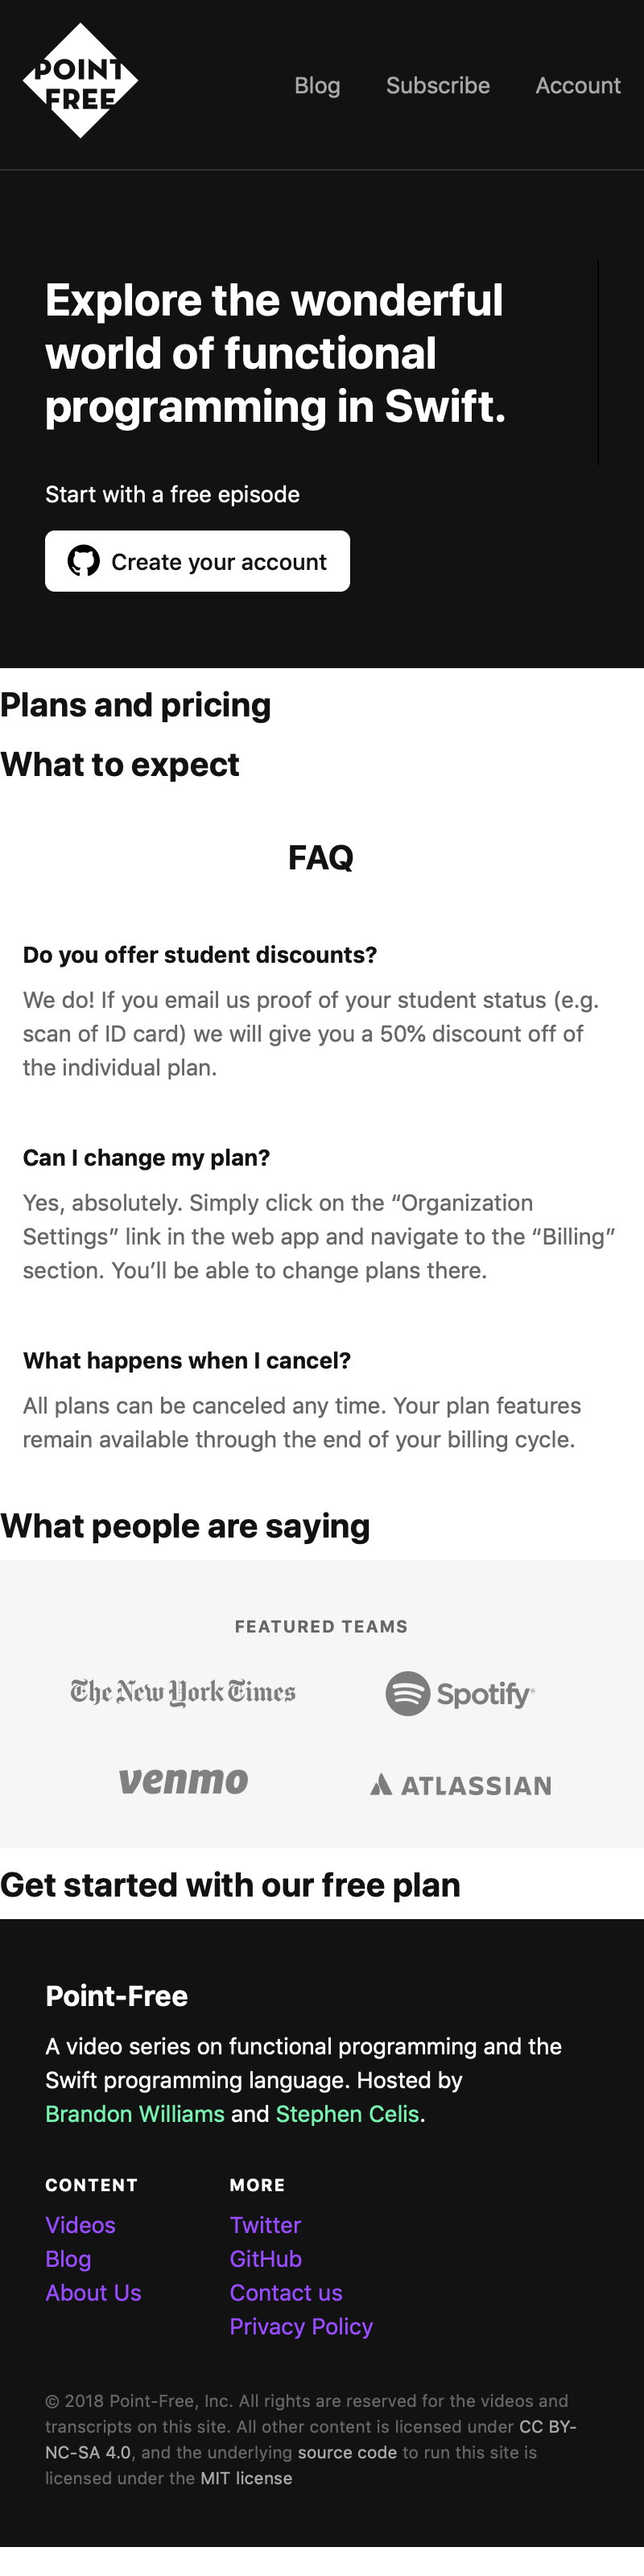 POINT
FREE
Blog
Subscribe
Account
Explore the wonderful
world of functional
programming in Swift.
Start with a free episode
Create your account
Plans and pricing
What to expect
FAQ
Do you offer student discounts?
We do! If you email us proof of your student status (e.g.
scan of ID card) we will give you a 50% discount off of
the individual plan.
Can I change my plan?
Yes, absolutely. Simply click on the “Organization
Settings” link in the web app and navigate to the “Billing”
section. You’ll be able to change plans there.
What happens when I cancel?
All plans can be canceled any time. Your plan features
remain available through the end of your billing cycle.
What people are saying
FEATURED TEAMS
The New York Times
Spotify®
venmo
ATLASSIAN
Get started with our free plan
Point-Free
A video series on functional programming and the
Swift programming language. Hosted by
Brandon Williams and Stephen Celis.
CONTENT
Videos
Blog
About Us
MORE
Twitter
GitHub
Contact us
Privacy Policy
© 2018 Point-Free, Inc. All rights are reserved for the videos and
transcripts on this site. All other content is licensed under CC BY-
NC-SA 4.0, and the underlying source code to run this site is
licensed under the MIT license